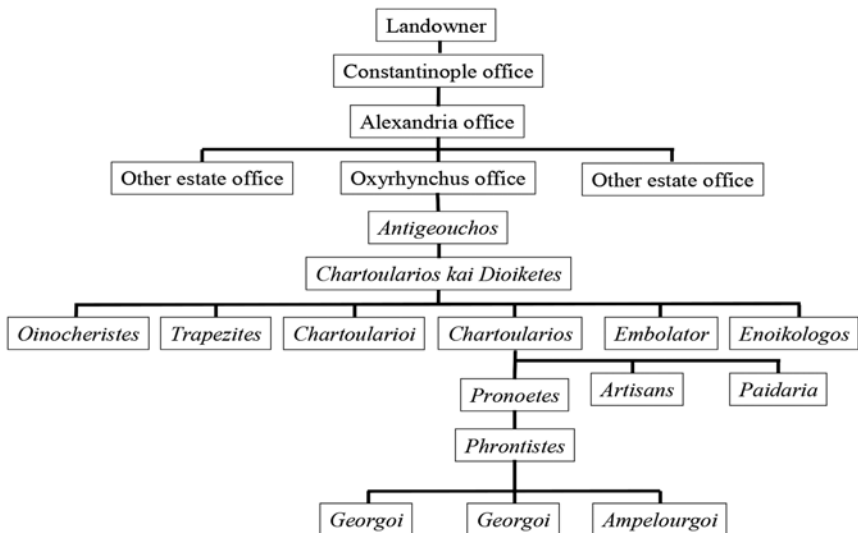 Landowner
Constantinople office
Alexandria office
Other estate office Oxyrhynchus office Other estate office
Antigeouchos
Chartoularios kai Dioiketes
Oinocheristes Trapezites Chartoularioi Chartoularios Embolator Enoikologos
Pronoetes Artisans Paidaria
Phrontistes
Georgoi Georgoi Ampelourgoi